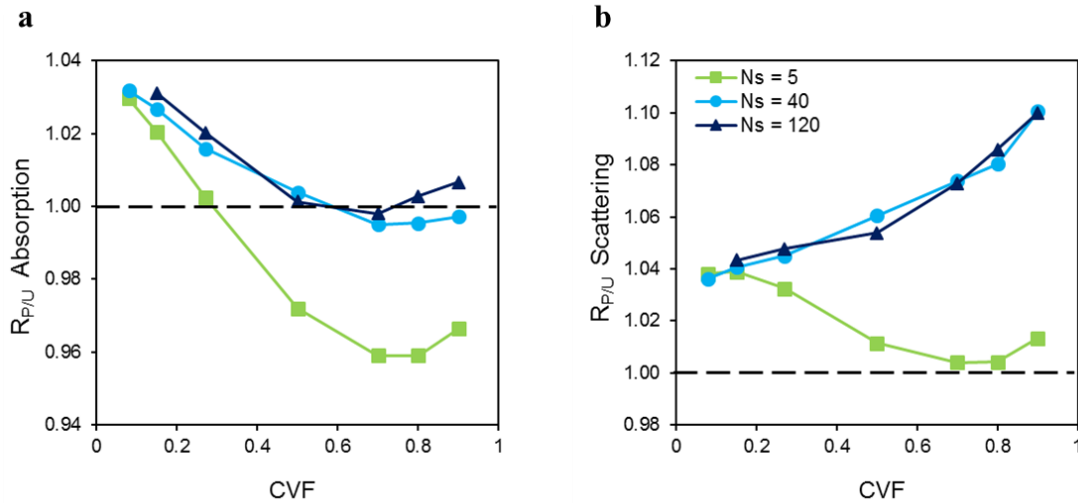 a
1.04
1.02
1.00
0.98
0.96
0.94
0 0.2 0.4 0.6 0.8 1
CVF
R_P/U Absorption
b
1.12
1.10
1.08
1.06
1.04
1.02
1.00
0.98
0 0.2 0.4 0.6 0.8 1
CVF
R_P/U Scattering
Ns = 5
Ns = 40
Ns = 120